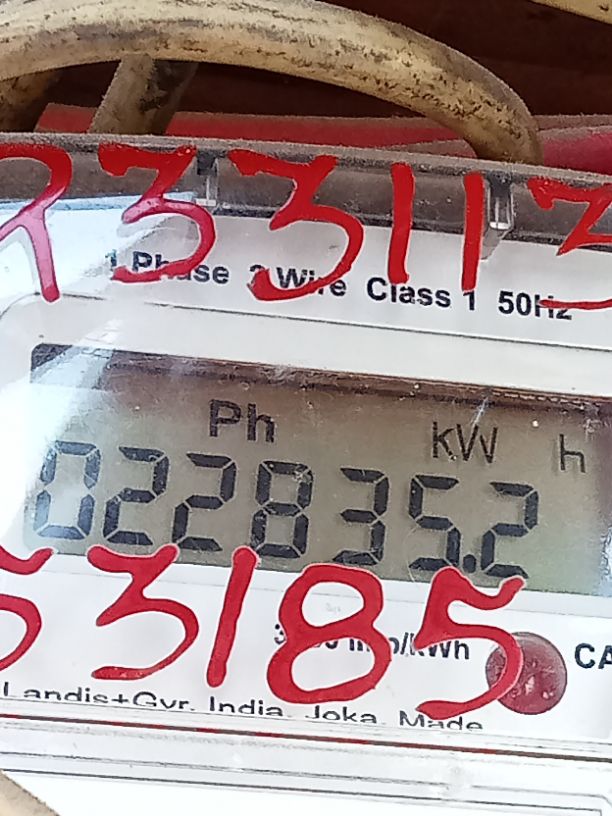 R33113
1 Phase 2 Wire Class 1 50Hz
Ph kW h
022835.2
53185
imp/kWh CA
Landis+Gyr. India. Joka. Made